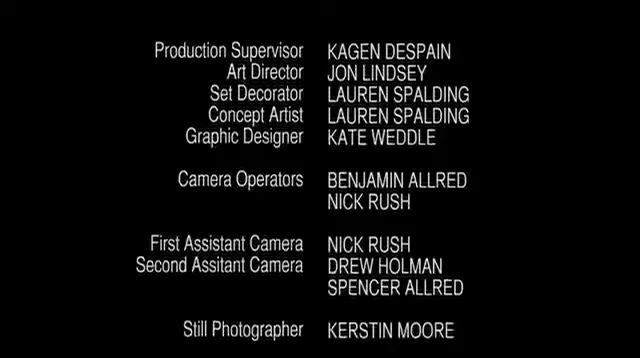 Production Supervisor KAGEN DESPAIN
Art Director JON LINDSEY
Set Decorator LAUREN SPALDING
Concept Artist LAUREN SPALDING
Graphic Designer KATE WEDDLE
Camera Operators BENJAMIN ALLRED
NICK RUSH
First Assistant Camera NICK RUSH
Second Assitant Camera DREW HOLMAN
SPENCER ALLRED
Still Photographer KERSTIN MOORE